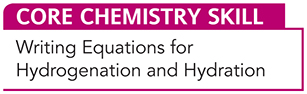 CORE CHEMISTRY SKILL
Writing Equations for
Hydrogenation and Hydration